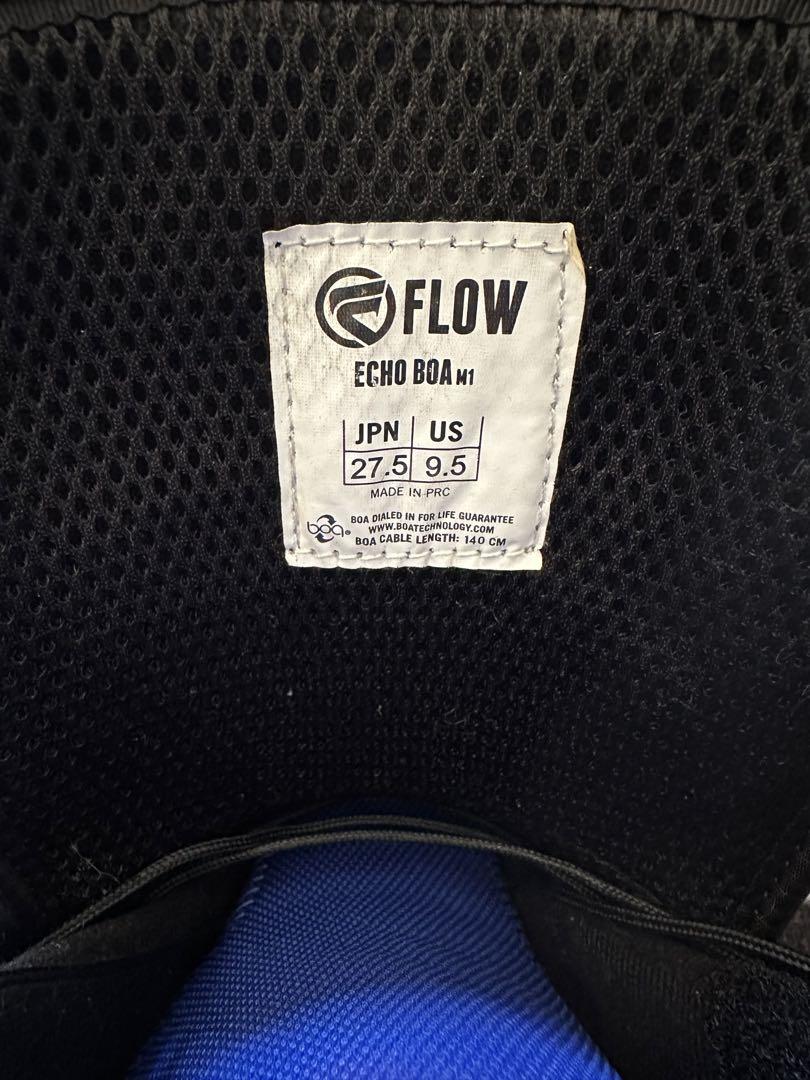 FLOW
ECHO BOA M1
JPN US
27.5 9.5
MADE IN PRC
BOA DIALED IN FOR LIFE GUARANTEE
WWW.BOATECHNOLOGY.COM
boa® BOA CABLE LENGTH: 140 CM